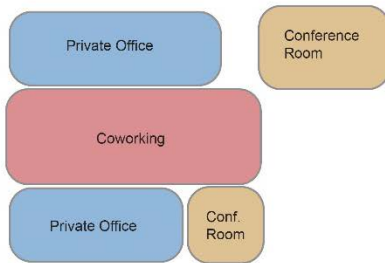 Private Office
Conference
Room
Coworking
Private Office
Conf.
Room